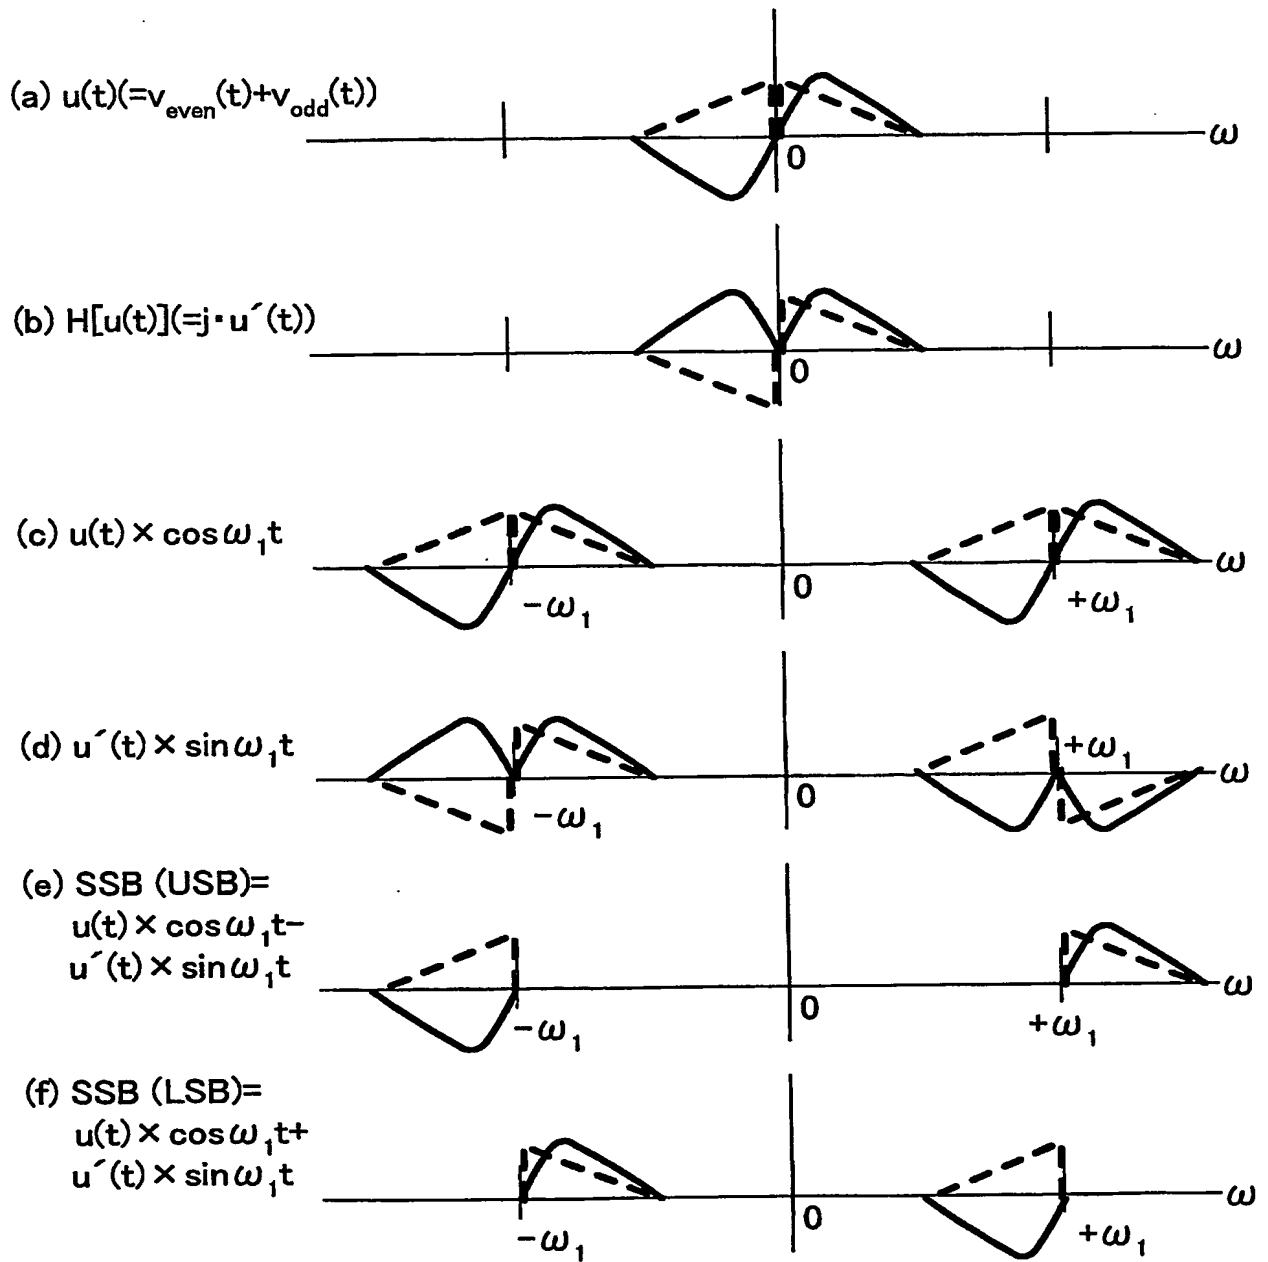 (a) u(t)(=v_even(t)+v_odd(t))
0
ω
(b) H[u(t)](=j・u´(t))
0
ω
(c) u(t)×cosω₁t
−ω₁
0
+ω₁
ω
(d) u´(t)×sinω₁t
−ω₁
0
+ω₁
ω
(e) SSB (USB)=
u(t)×cosω₁t−
u´(t)×sinω₁t
−ω₁
0
+ω₁
ω
(f) SSB (LSB)=
u(t)×cosω₁t+
u´(t)×sinω₁t
−ω₁
0
+ω₁
ω